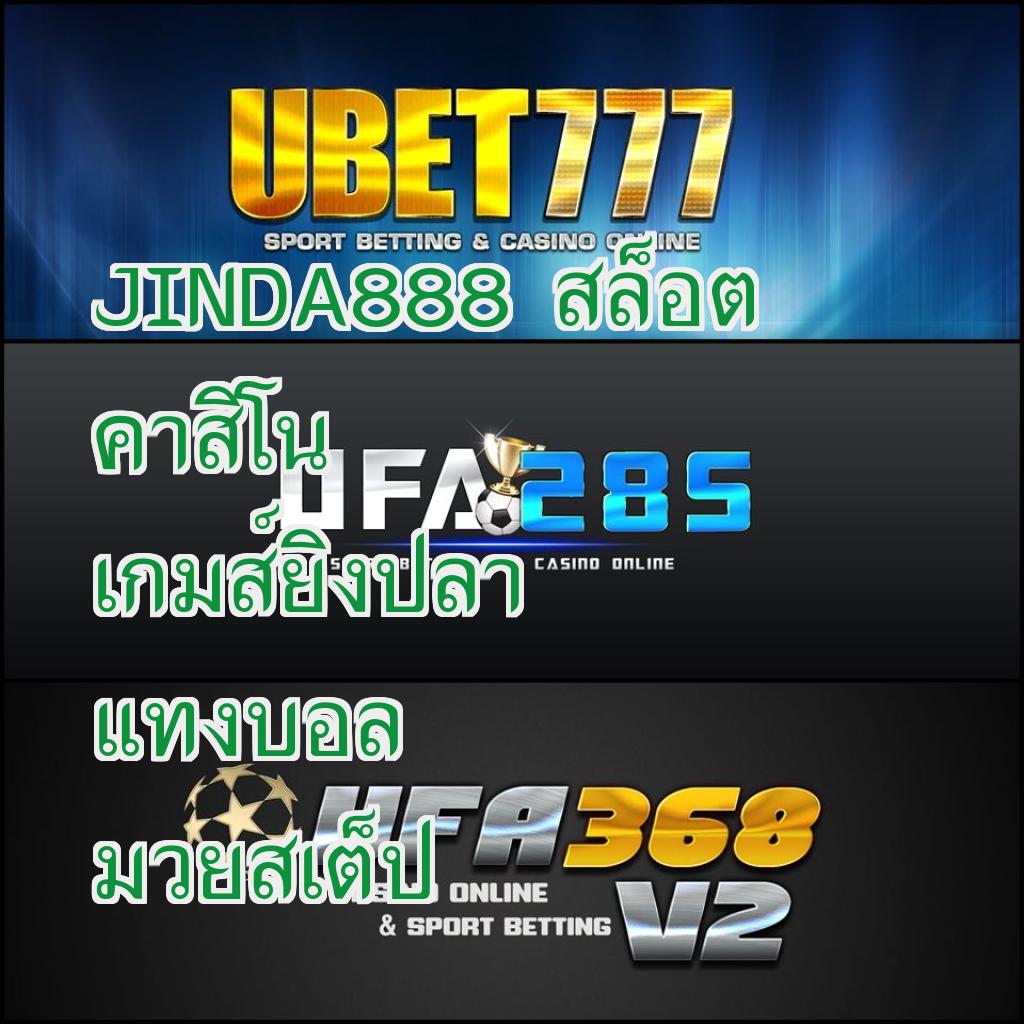 UBET777
SPORT BETTING & CASINO ONLINE
JINDA888 สล็อต
คาสิโน
UFA285
เกมส์ยิงปลา
CASINO ONLINE
แทงบอล
UFA368
มวยสเต็ป
ONLINE
& SPORT BETTING
V2